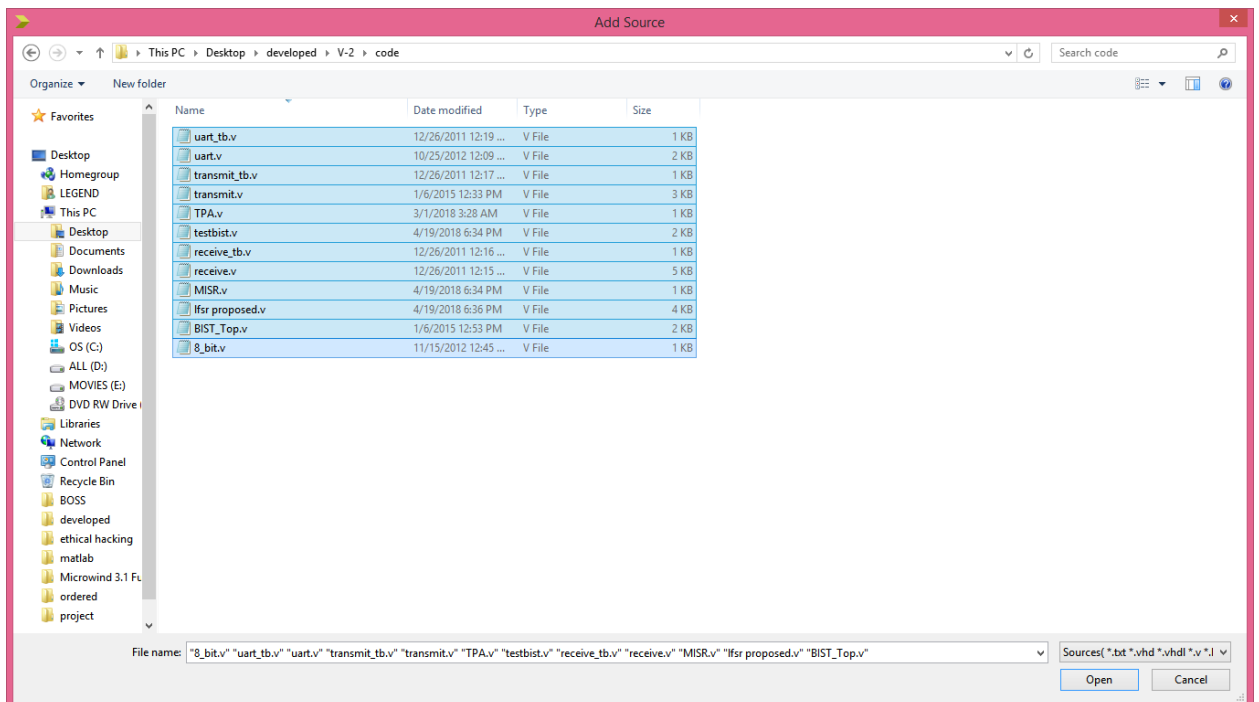 Add Source
This PC Desktop developed V-2 code
Search code
Organize New folder
Name Date modified Type Size
Favorites
Desktop
Homegroup
LEGEND
This PC
Desktop
Documents
Downloads
Music
Pictures
Videos
OS (C:)
ALL (D:)
MOVIES (E:)
DVD RW Drive (
Libraries
Network
Control Panel
Recycle Bin
BOSS
developed
ethical hacking
matlab
Microwind 3.1 Fu
ordered
project
uart_tb.v 12/26/2011 12:19 ... V File 1 KB
uart.v 10/25/2012 12:09 ... V File 2 KB
transmit_tb.v 12/26/2011 12:17 ... V File 1 KB
transmit.v 1/6/2015 12:33 PM V File 3 KB
TPA.v 3/1/2018 3:28 AM V File 1 KB
testbist.v 4/19/2018 6:34 PM V File 2 KB
receive_tb.v 12/26/2011 12:16 ... V File 1 KB
receive.v 12/26/2011 12:15 ... V File 5 KB
MISR.v 4/19/2018 6:34 PM V File 1 KB
lfsr proposed.v 4/19/2018 6:36 PM V File 4 KB
BIST_Top.v 1/6/2015 12:53 PM V File 2 KB
8_bit.v 11/15/2012 12:45 ... V File 1 KB
File name: "8_bit.v" "uart_tb.v" "uart.v" "transmit_tb.v" "transmit.v" "TPA.v" "testbist.v" "receive_tb.v" "receive.v" "MISR.v" "lfsr proposed.v" "BIST_Top.v"
Sources( *.txt *.vhd *.vhdl *.v *.l
Open Cancel